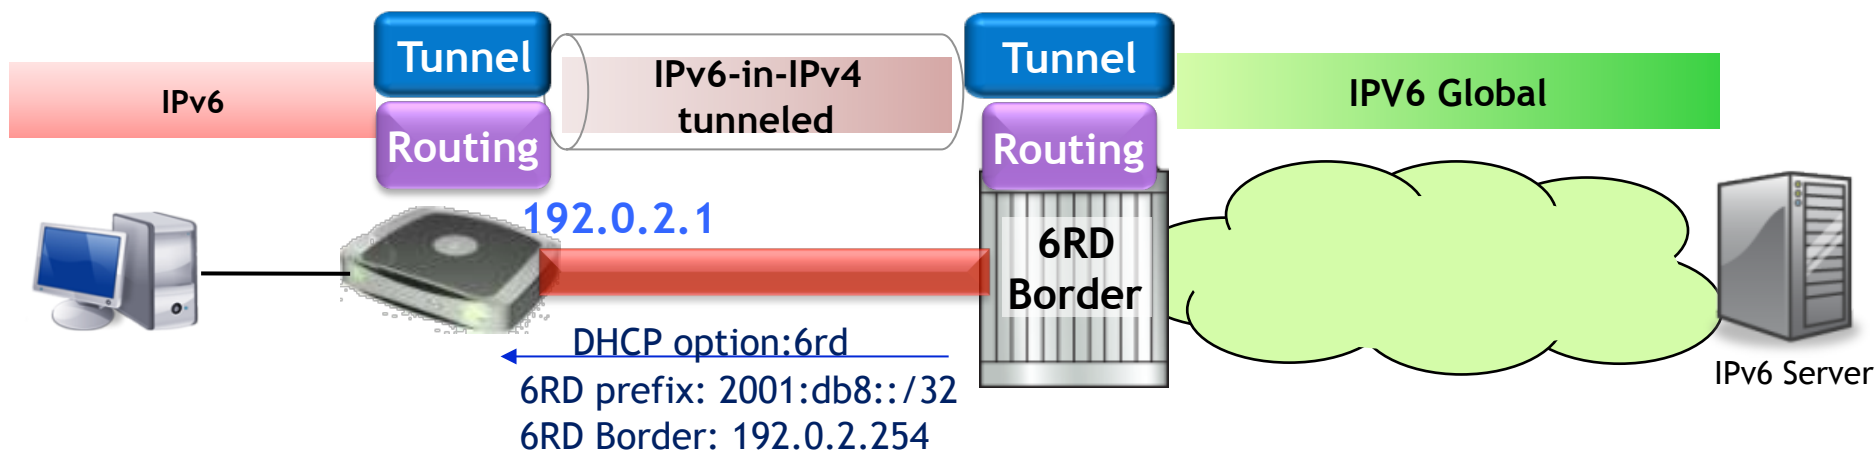 Tunnel
Tunnel
IPv6
IPv6-in-IPv4
tunneled
IPV6 Global
Routing
Routing
192.0.2.1
6RD
Border
DHCP option:6rd
6RD prefix: 2001:db8::/32
6RD Border: 192.0.2.254
IPv6 Server